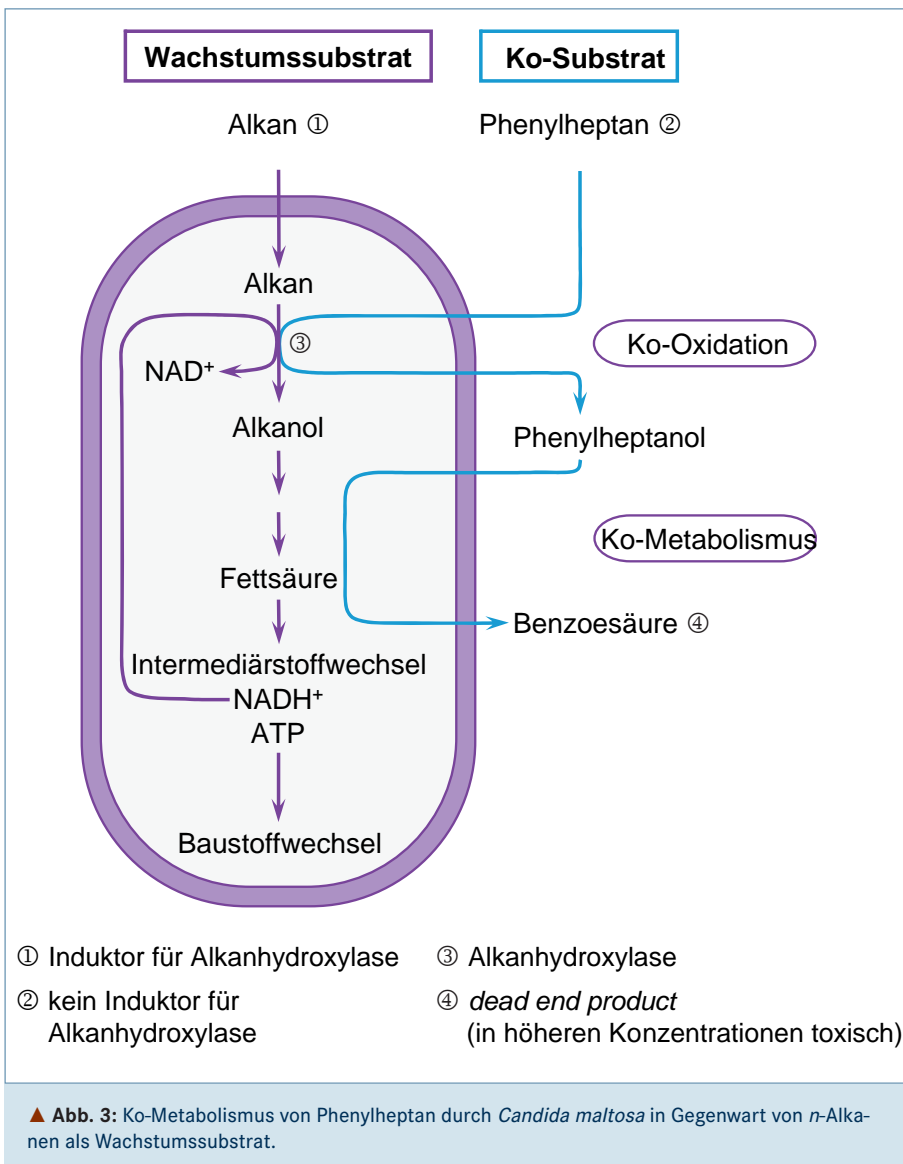 Wachstumssubstrat
Ko-Substrat
Alkan ①
Phenylheptan ②
Alkan
③
Ko-Oxidation
NAD⁺
Alkanol
Phenylheptanol
Ko-Metabolismus
Fettsäure
Benzoesäure ④
Intermediärstoffwechsel
NADH⁺
ATP
Baustoffwechsel
① Induktor für Alkanhydroxylase
② kein Induktor für
Alkanhydroxylase
③ Alkanhydroxylase
④ dead end product
(in höheren Konzentrationen toxisch)
▲ Abb. 3: Ko-Metabolismus von Phenylheptan durch Candida maltosa in Gegenwart von n-Alka-
nen als Wachstumssubstrat.